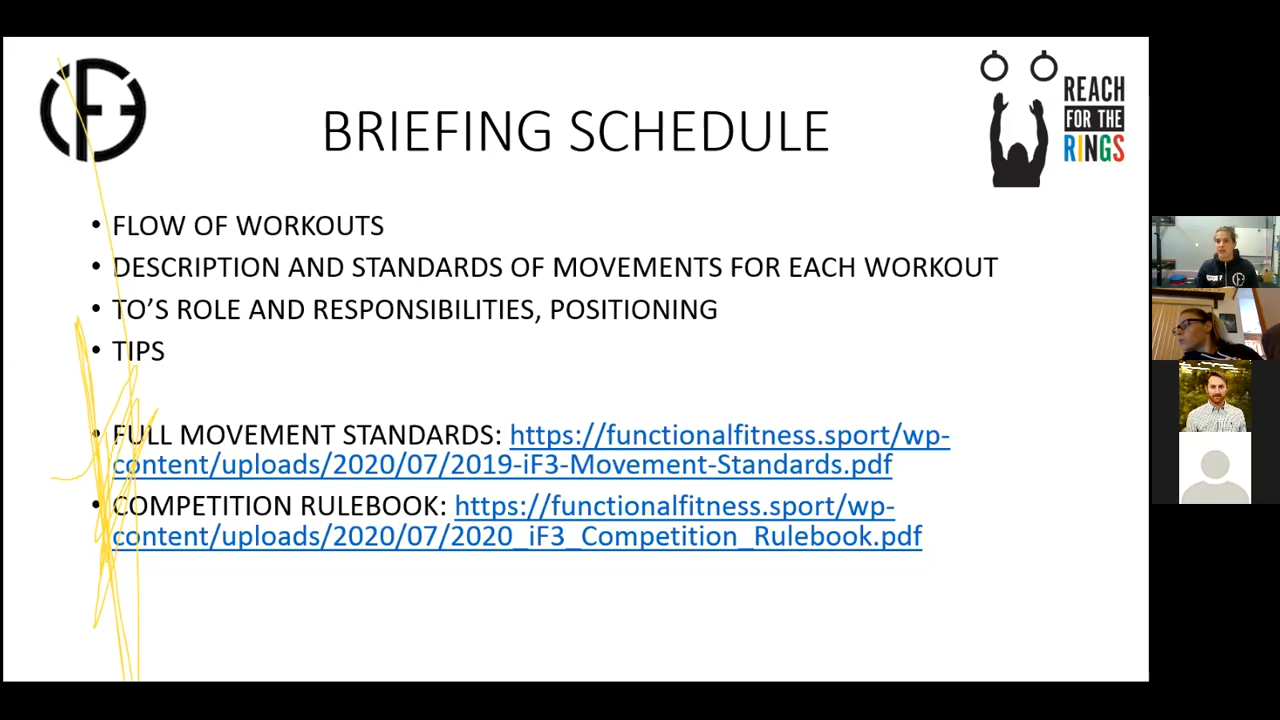 iF3
REACH
FOR THE
RINGS
BRIEFING SCHEDULE
• FLOW OF WORKOUTS
• DESCRIPTION AND STANDARDS OF MOVEMENTS FOR EACH WORKOUT
• TO’S ROLE AND RESPONSIBILITIES, POSITIONING
• TIPS
• FULL MOVEMENT STANDARDS: https://functionalfitness.sport/wp-
content/uploads/2020/07/2019-iF3-Movement-Standards.pdf
• COMPETITION RULEBOOK: https://functionalfitness.sport/wp-
content/uploads/2020/07/2020_iF3_Competition_Rulebook.pdf